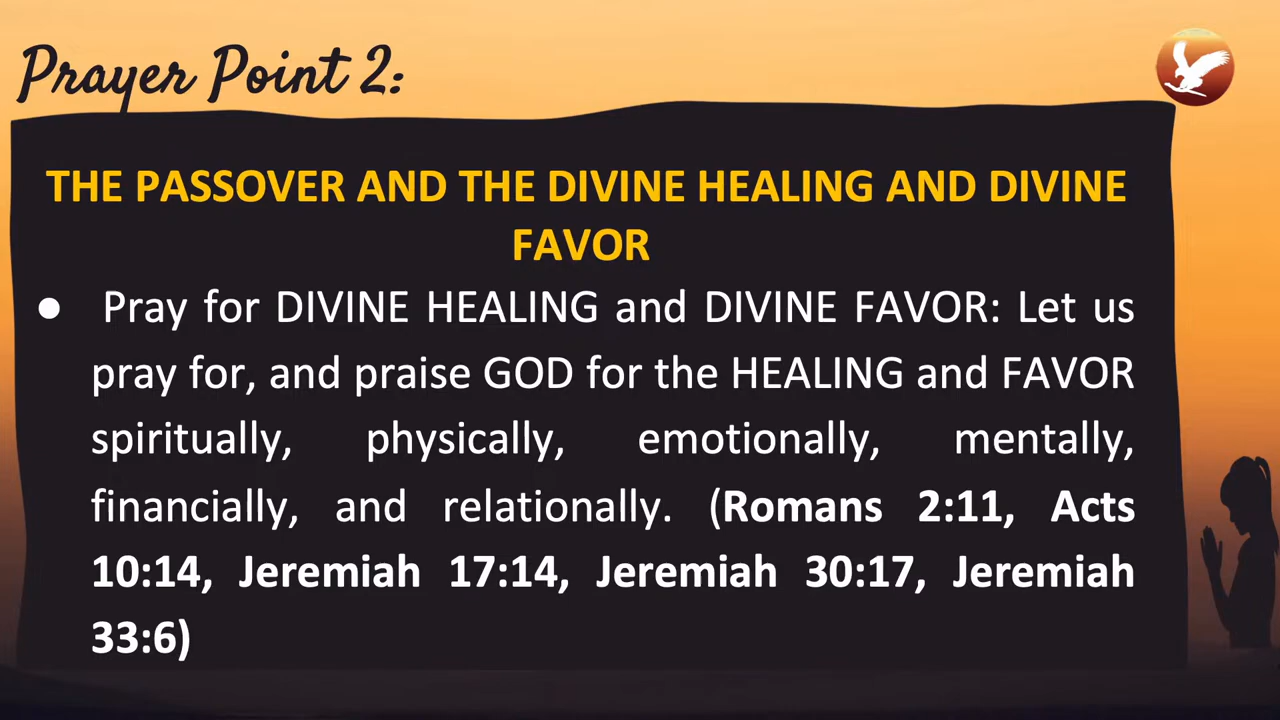 Prayer Point 2:
THE PASSOVER AND THE DIVINE HEALING AND DIVINE
FAVOR
● Pray for DIVINE HEALING and DIVINE FAVOR: Let us
pray for, and praise GOD for the HEALING and FAVOR
spiritually, physically, emotionally, mentally,
financially, and relationally. (Romans 2:11, Acts
10:14, Jeremiah 17:14, Jeremiah 30:17, Jeremiah
33:6)